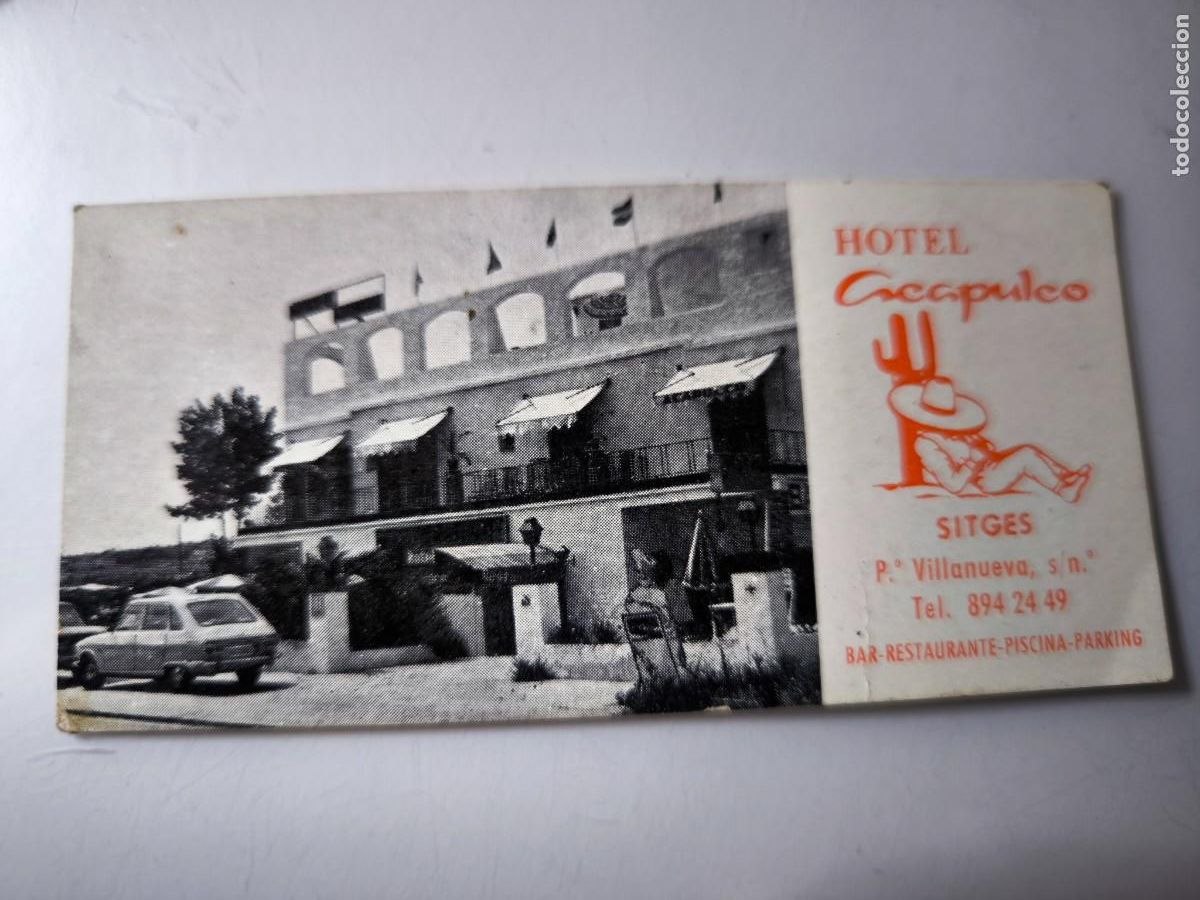 HOTEL
Acapulco
SITGES
P.º Villanueva, s/n.º
Tel. 894 24 49
BAR-RESTAURANTE-PISCINA-PARKING
todocoleccion